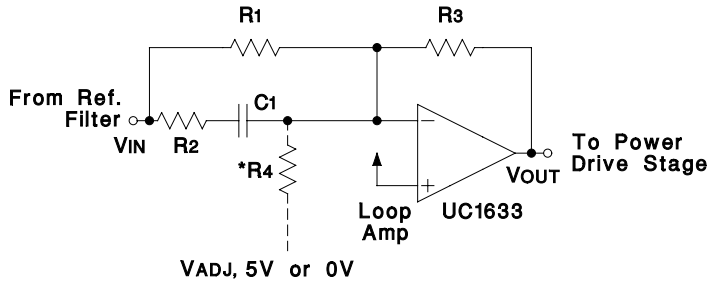 R1
R3
From Ref.
Filter
VIN
R2
C1
*R4
Loop
Amp
UC1633
VOUT
To Power
Drive Stage
VADJ, 5V or 0V